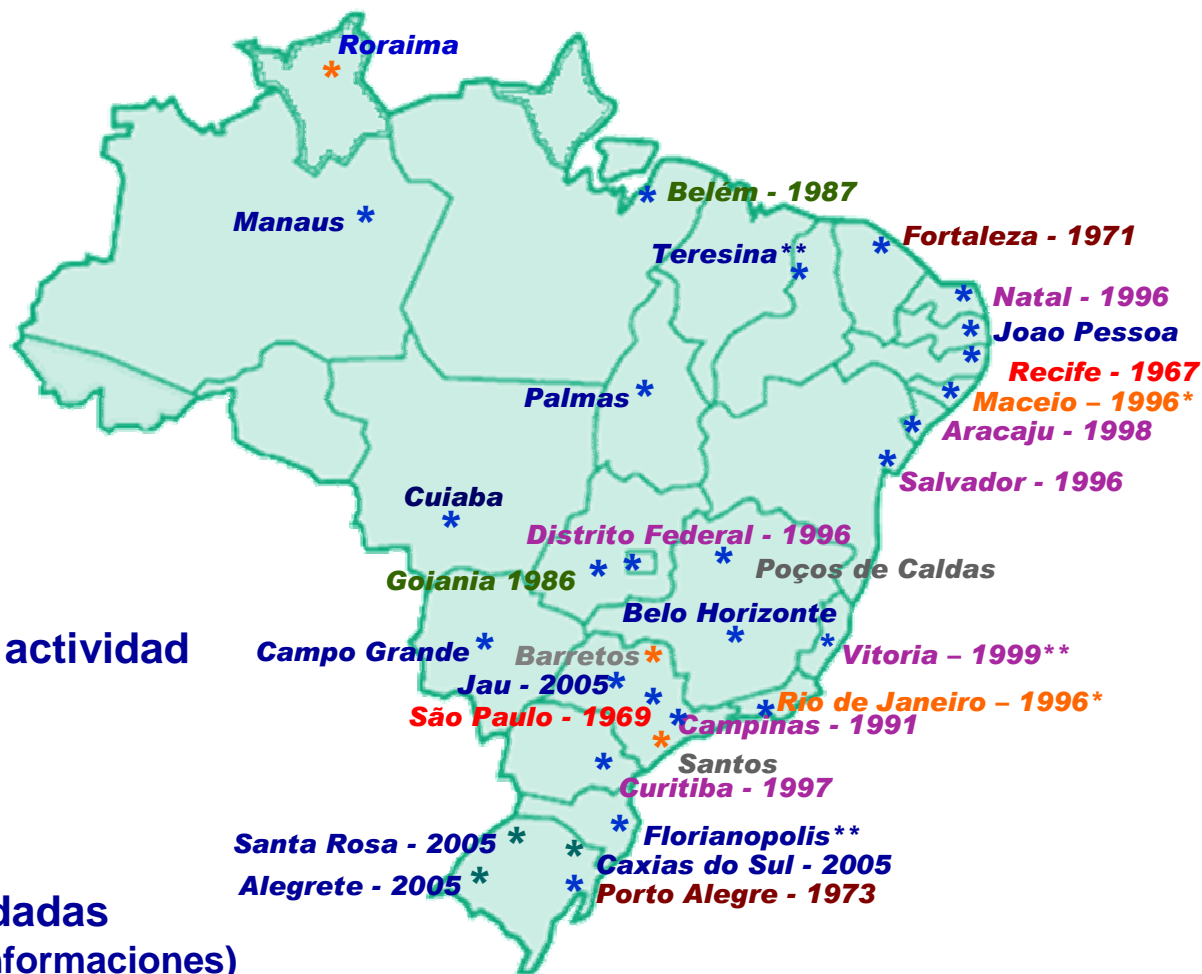 Roraima
*
Belém - 1987
Manaus *
Fortaleza - 1971
Teresina**
Natal - 1996
Joao Pessoa
Recife - 1967
Palmas *
Maceio – 1996*
Aracaju - 1998
Salvador - 1996
Cuiaba
Distrito Federal - 1996
Poços de Caldas
Goiania 1986
Belo Horizonte
actividad
Campo Grande *
Barretos *
Vitoria – 1999**
Jau - 2005 *
Rio de Janeiro – 1996*
São Paulo - 1969
Campinas - 1991
Santos
Curitiba - 1997
Santa Rosa - 2005 *
Florianopolis**
Caxias do Sul - 2005
Alegrete - 2005 *
Porto Alegre - 1973
dadas
nformaciones)